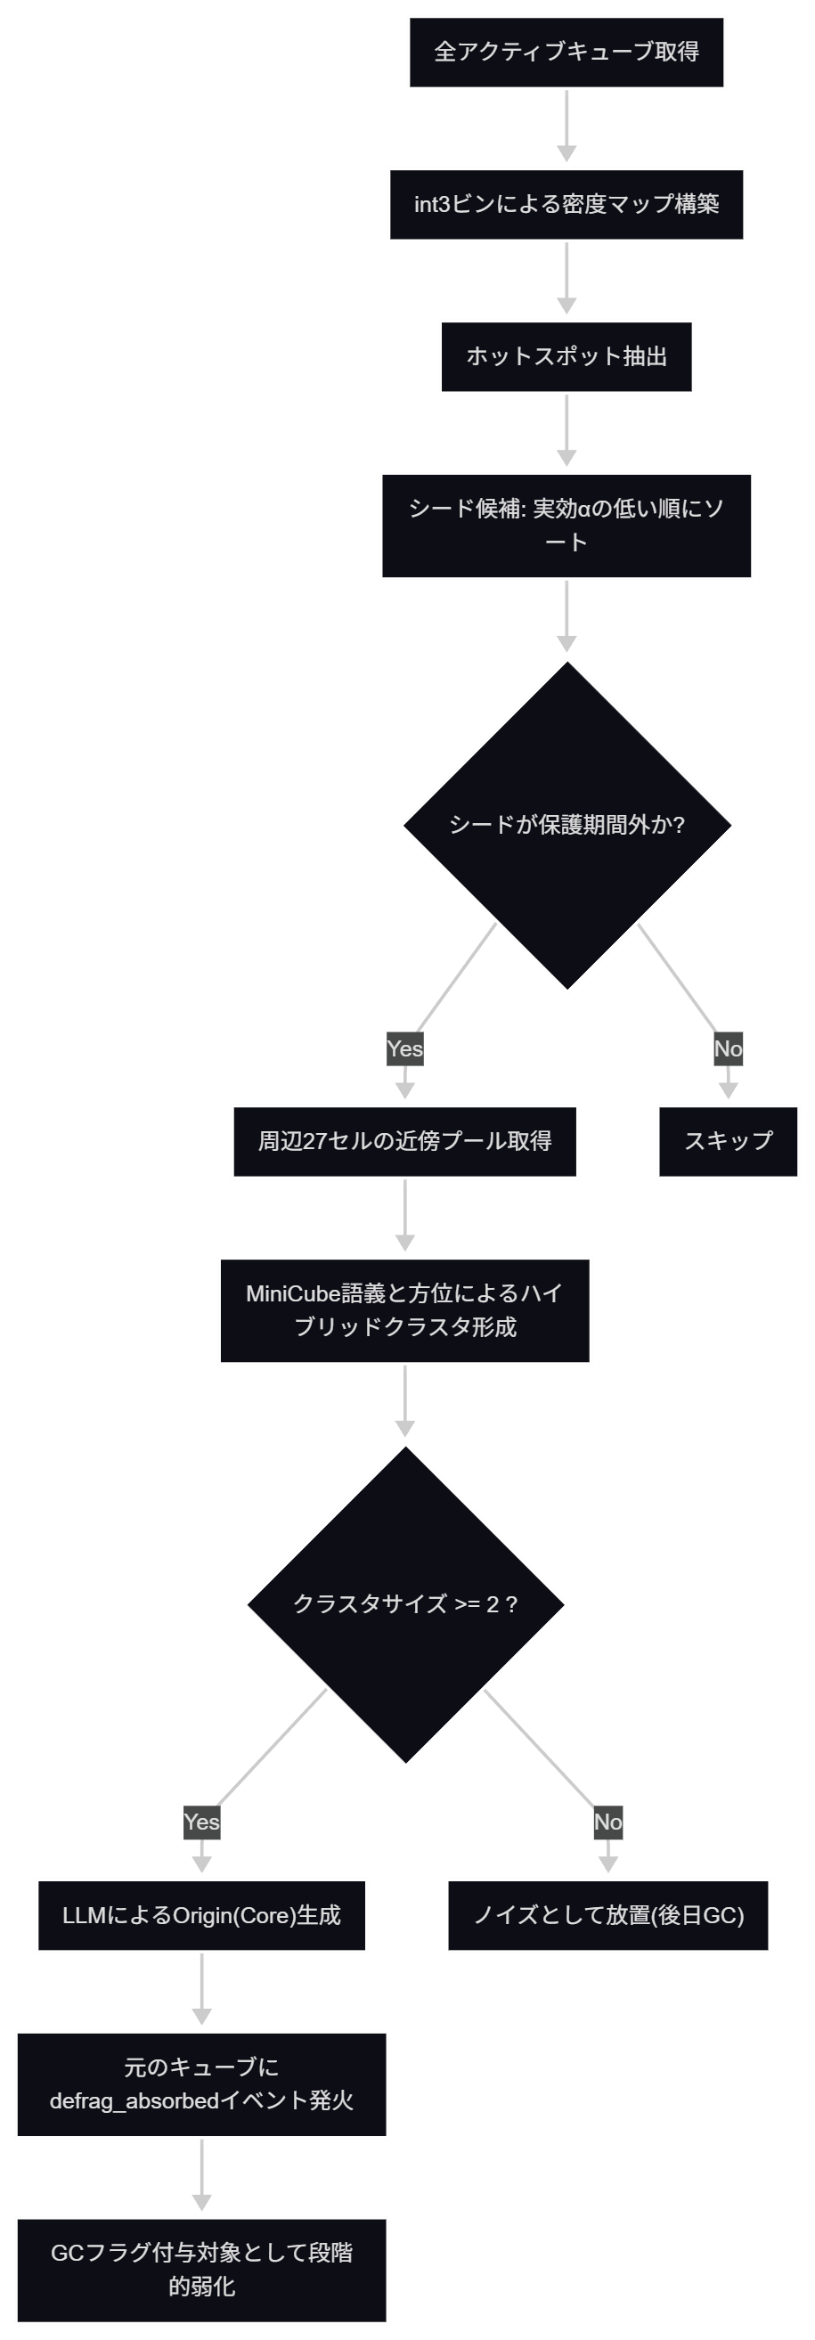 全アクティブキューブ取得
int3ビンによる密度マップ構築
ホットスポット抽出
シード候補: 実効αの低い順にソ
ート
シードが保護期間外か?
Yes
No
周辺27セルの近傍プール取得
スキップ
MiniCube語義と方位によるハイ
ブリッドクラスタ形成
クラスタサイズ >= 2 ?
Yes
No
LLMによるOrigin(Core)生成
ノイズとして放置(後日GC)
元のキューブに
defrag_absorbedイベント発火
GCフラグ付与対象として段階
的弱化